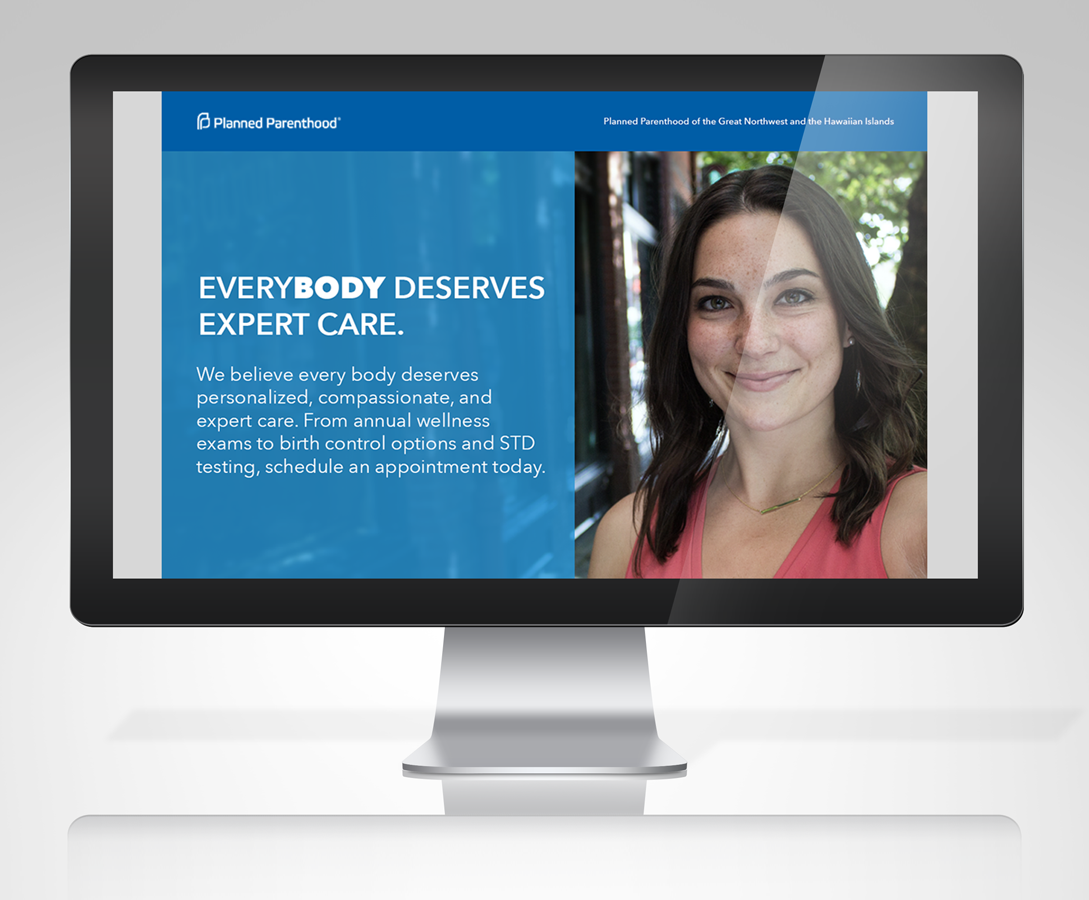 Planned Parenthood®
Planned Parenthood of the Great Northwest and the Hawaiian Islands
EVERYBODY DESERVES
EXPERT CARE.
We believe every body deserves
personalized, compassionate, and
expert care. From annual wellness
exams to birth control options and STD
testing, schedule an appointment today.